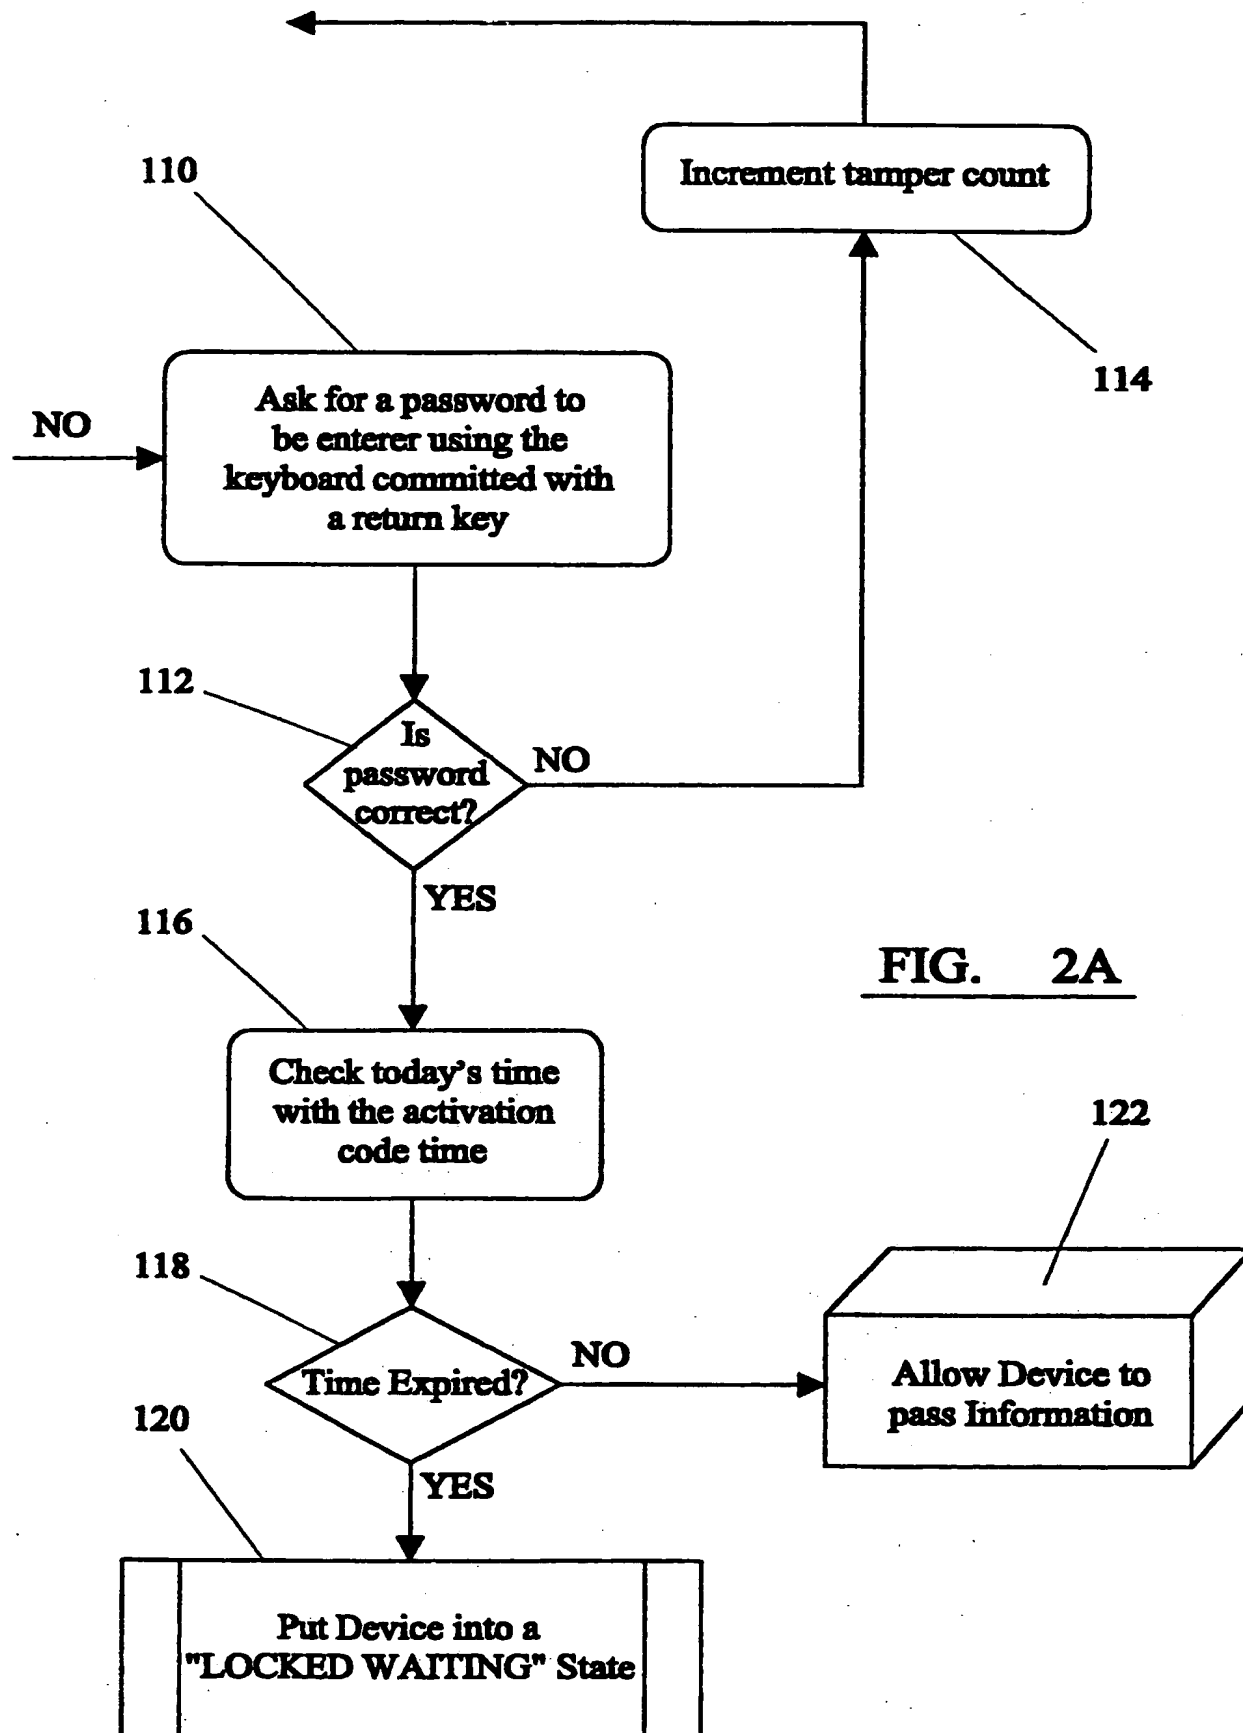 110
Increment tamper count
114
NO
Ask for a password to
be enterer using the
keyboard committed with
a return key
112
Is
password
correct?
NO
YES
116
FIG. 2A
Check today's time
with the activation
code time
122
118
Time Expired?
NO
Allow Device to
pass Information
120
YES
Put Device into a
"LOCKED WAITING" State